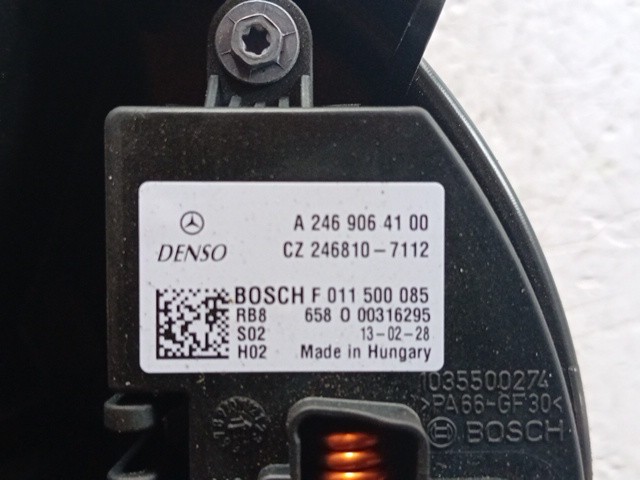 A 246 906 41 00
DENSO CZ 246810-7112
BOSCH F 011 500 085
RB8 658 0 00316295
S02 13-02-28
H02 Made in Hungary
1035500274
>PA66-GF30<
BOSCH